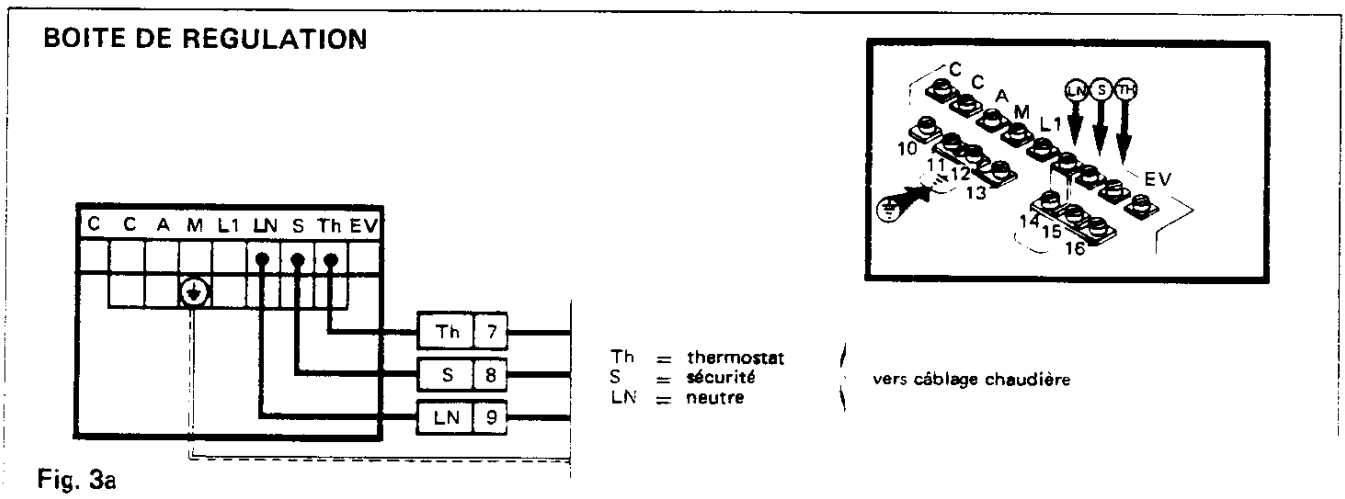 BOITE DE REGULATION
C C A M L1 LN S TH EV
10 11 12 13 14 15 16
C C A M L1 LN S Th EV
Th 7
S 8
LN 9
Th = thermostat
S = sécurité
LN = neutre
vers câblage chaudière
Fig. 3a